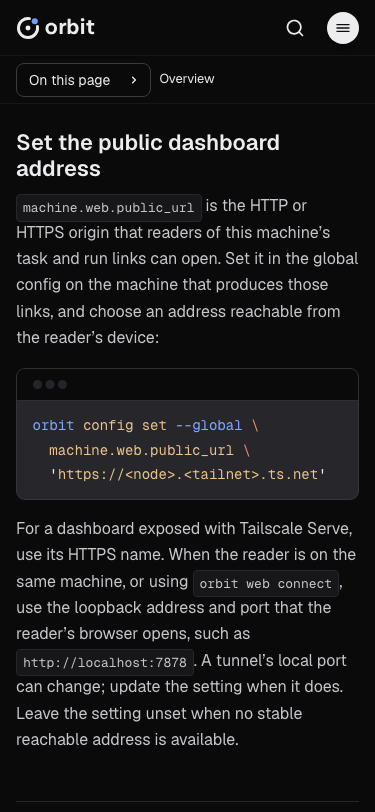 orbit
On this page
Overview
Set the public dashboard
address
machine.web.public_url is the HTTP or
HTTPS origin that readers of this machine’s
task and run links can open. Set it in the global
config on the machine that produces those
links, and choose an address reachable from
the reader’s device:
orbit config set --global \
machine.web.public_url \
'https://<node>.<tailnet>.ts.net'
For a dashboard exposed with Tailscale Serve,
use its HTTPS name. When the reader is on the
same machine, or using orbit web connect,
use the loopback address and port that the
reader’s browser opens, such as
http://localhost:7878. A tunnel’s local port
can change; update the setting when it does.
Leave the setting unset when no stable
reachable address is available.